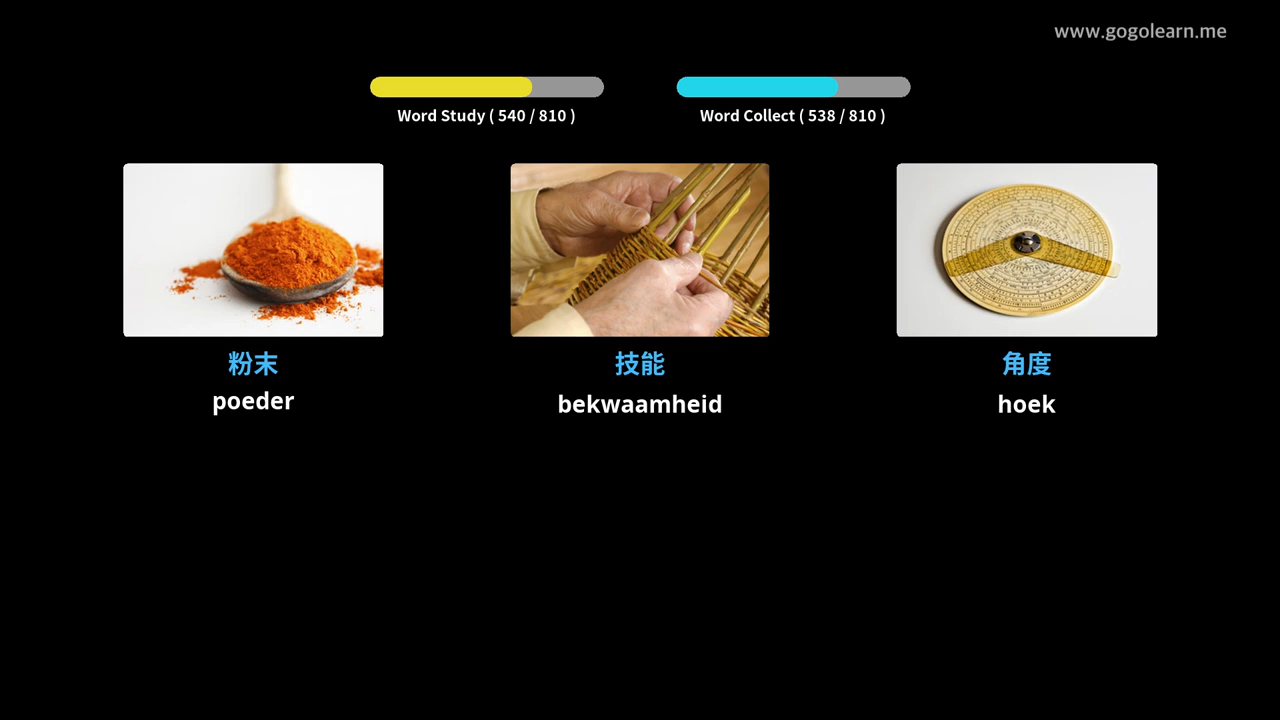 www.gogolearn.me
Word Study ( 540 / 810 )
Word Collect ( 538 / 810 )
粉末
poeder
技能
bekwaamheid
角度
hoek